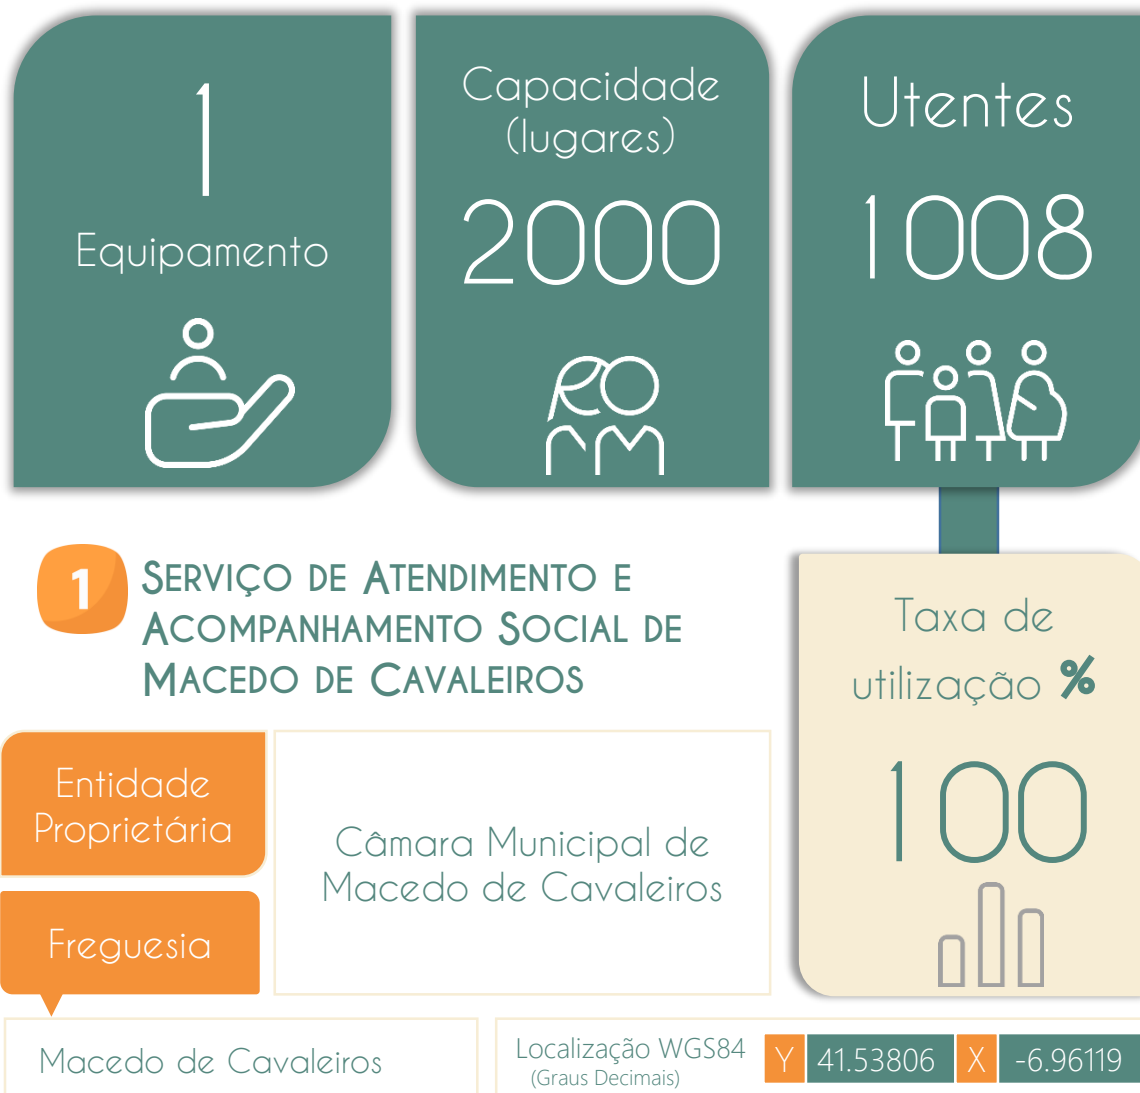 1
Equipamento
Capacidade
(lugares)
2000
Utentes
1008
1
SERVIÇO DE ATENDIMENTO E
ACOMPANHAMENTO SOCIAL DE
MACEDO DE CAVALEIROS
Taxa de
utilização %
100
Entidade
Proprietária
Câmara Municipal de
Macedo de Cavaleiros
Freguesia
Macedo de Cavaleiros
Localização WGS84
(Graus Decimais)
Y 41.53806 X -6.96119